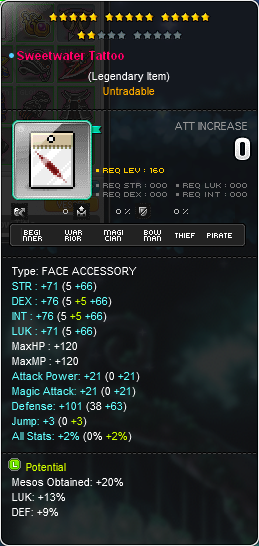 Sweetwater Tattoo
(Legendary Item)
Untradable
ATT INCREASE
0
REQ LEV : 160
REQ STR : 000 REQ LUK : 000
REQ DEX : 000 REQ INT : 000
0 0 % 0 %
BEGINNER WARRIOR MAGICIAN BOWMAN THIEF PIRATE
Type: FACE ACCESSORY
STR : +71 (5 +66)
DEX : +76 (5 +5 +66)
INT : +76 (5 +5 +66)
LUK : +71 (5 +66)
MaxHP : +120
MaxMP : +120
Attack Power: +21 (0 +21)
Magic Attack: +21 (0 +21)
Defense: +101 (38 +63)
Jump: +3 (0 +3)
All Stats: +2% (0% +2%)
L Potential
Mesos Obtained: +20%
LUK: +13%
DEF: +9%